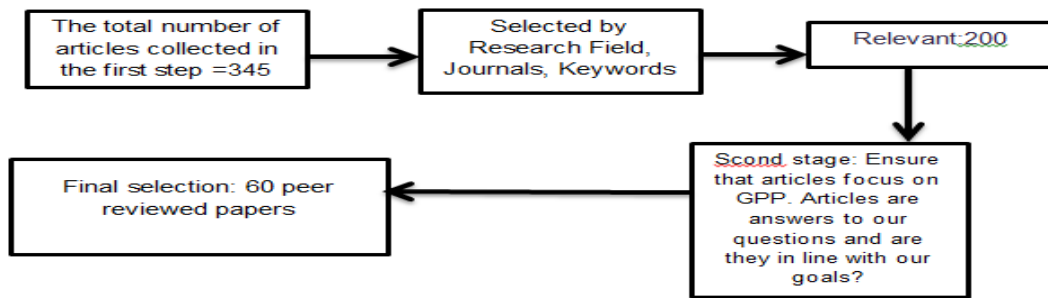 The total number of
articles collected in
the first step =345
Selected by
Research Field,
Journals, Keywords
Relevant:200
Scond stage: Ensure
that articles focus on
GPP. Articles are
answers to our
questions and are
they in line with our
goals?
Final selection: 60 peer
reviewed papers